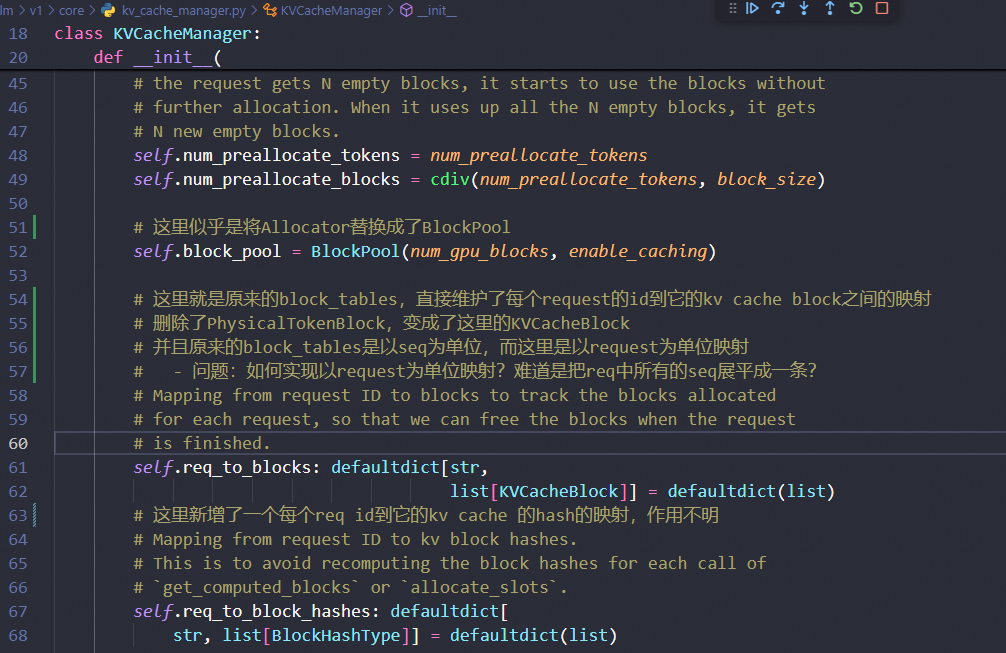 lm > v1 > core > kv_cache_manager.py > KVCacheManager > __init__
18 class KVCacheManager:
20 def __init__(
45 # the request gets N empty blocks, it starts to use the blocks without
46 # further allocation. When it uses up all the N empty blocks, it gets
47 # N new empty blocks.
48 self.num_preallocate_tokens = num_preallocate_tokens
49 self.num_preallocate_blocks = cdiv(num_preallocate_tokens, block_size)
50
51 # 这里似乎是将Allocator替换成了BlockPool
52 self.block_pool = BlockPool(num_gpu_blocks, enable_caching)
53
54 # 这里就是原来的block_tables，直接维护了每个request的id到它的kv cache block之间的映射
55 # 删除了PhysicalTokenBlock，变成了这里的KVCacheBlock
56 # 并且原来的block_tables是以seq为单位，而这里是以request为单位映射
57 #   - 问题：如何实现以request为单位映射？难道是把req中所有的seq展平成一条？
58 # Mapping from request ID to blocks to track the blocks allocated
59 # for each request, so that we can free the blocks when the request
60 # is finished.
61 self.req_to_blocks: defaultdict[str,
62 list[KVCacheBlock]] = defaultdict(list)
63 # 这里新增了一个每个req id到它的kv cache 的hash的映射，作用不明
64 # Mapping from request ID to kv block hashes.
65 # This is to avoid recomputing the block hashes for each call of
66 # `get_computed_blocks` or `allocate_slots`.
67 self.req_to_block_hashes: defaultdict[
68 str, list[BlockHashType]] = defaultdict(list)